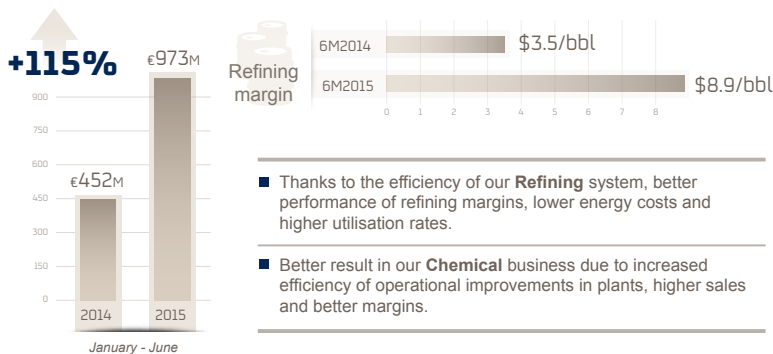 +115%
€973M
900
750
600
€452M
450
300
150
0
2014
2015
January - June
Refining
margin
6M2014
$3.5/bbl
6M2015
$8.9/bbl
0 1 2 3 4 5 6 7 8
Thanks to the efficiency of our Refining system, better
performance of refining margins, lower energy costs and
higher utilisation rates.
Better result in our Chemical business due to increased
efficiency of operational improvements in plants, higher sales
and better margins.